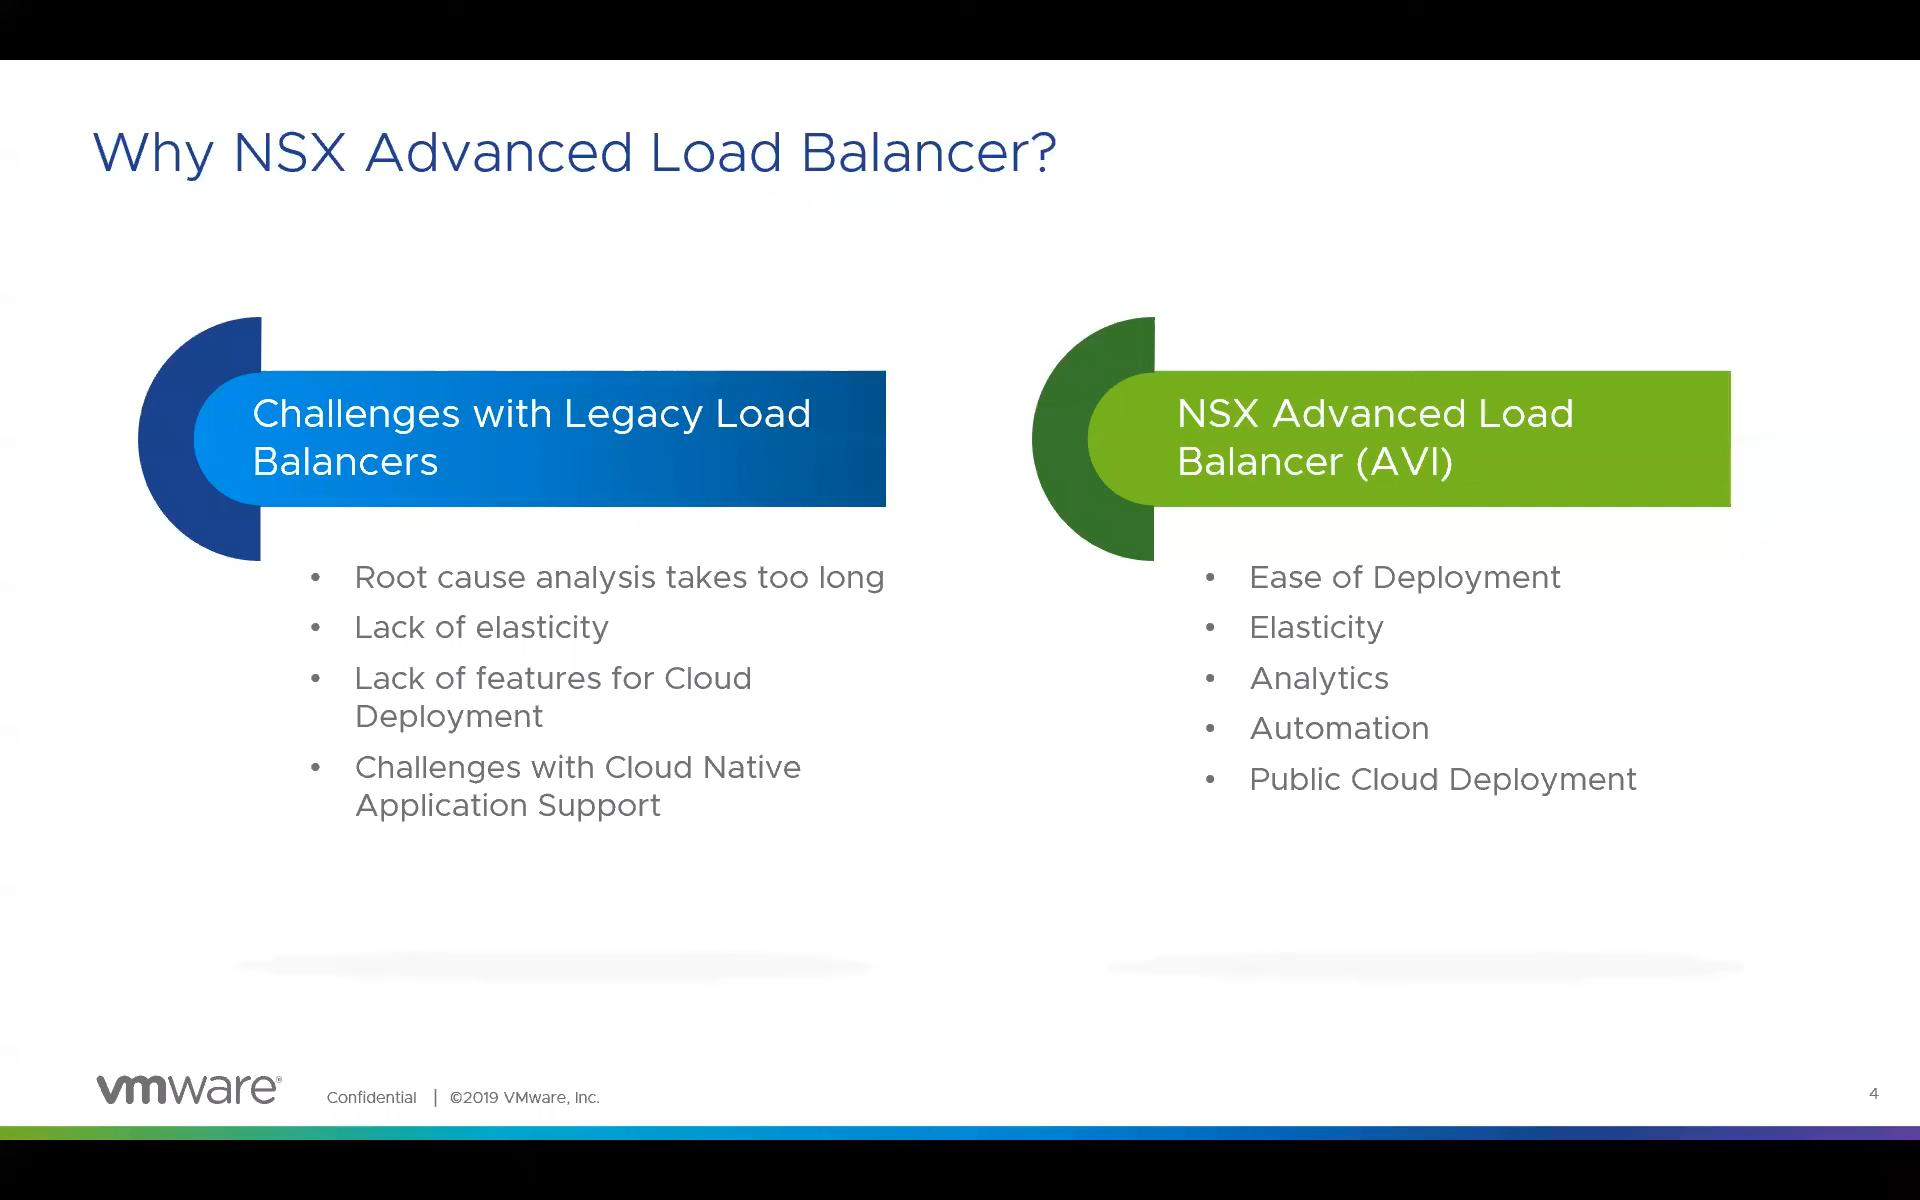 Why NSX Advanced Load Balancer?
Challenges with Legacy Load
Balancers
• Root cause analysis takes too long
• Lack of elasticity
• Lack of features for Cloud
Deployment
• Challenges with Cloud Native
Application Support
NSX Advanced Load
Balancer (AVI)
• Ease of Deployment
• Elasticity
• Analytics
• Automation
• Public Cloud Deployment
vmware®
Confidential | ©2019 VMware, Inc.
4